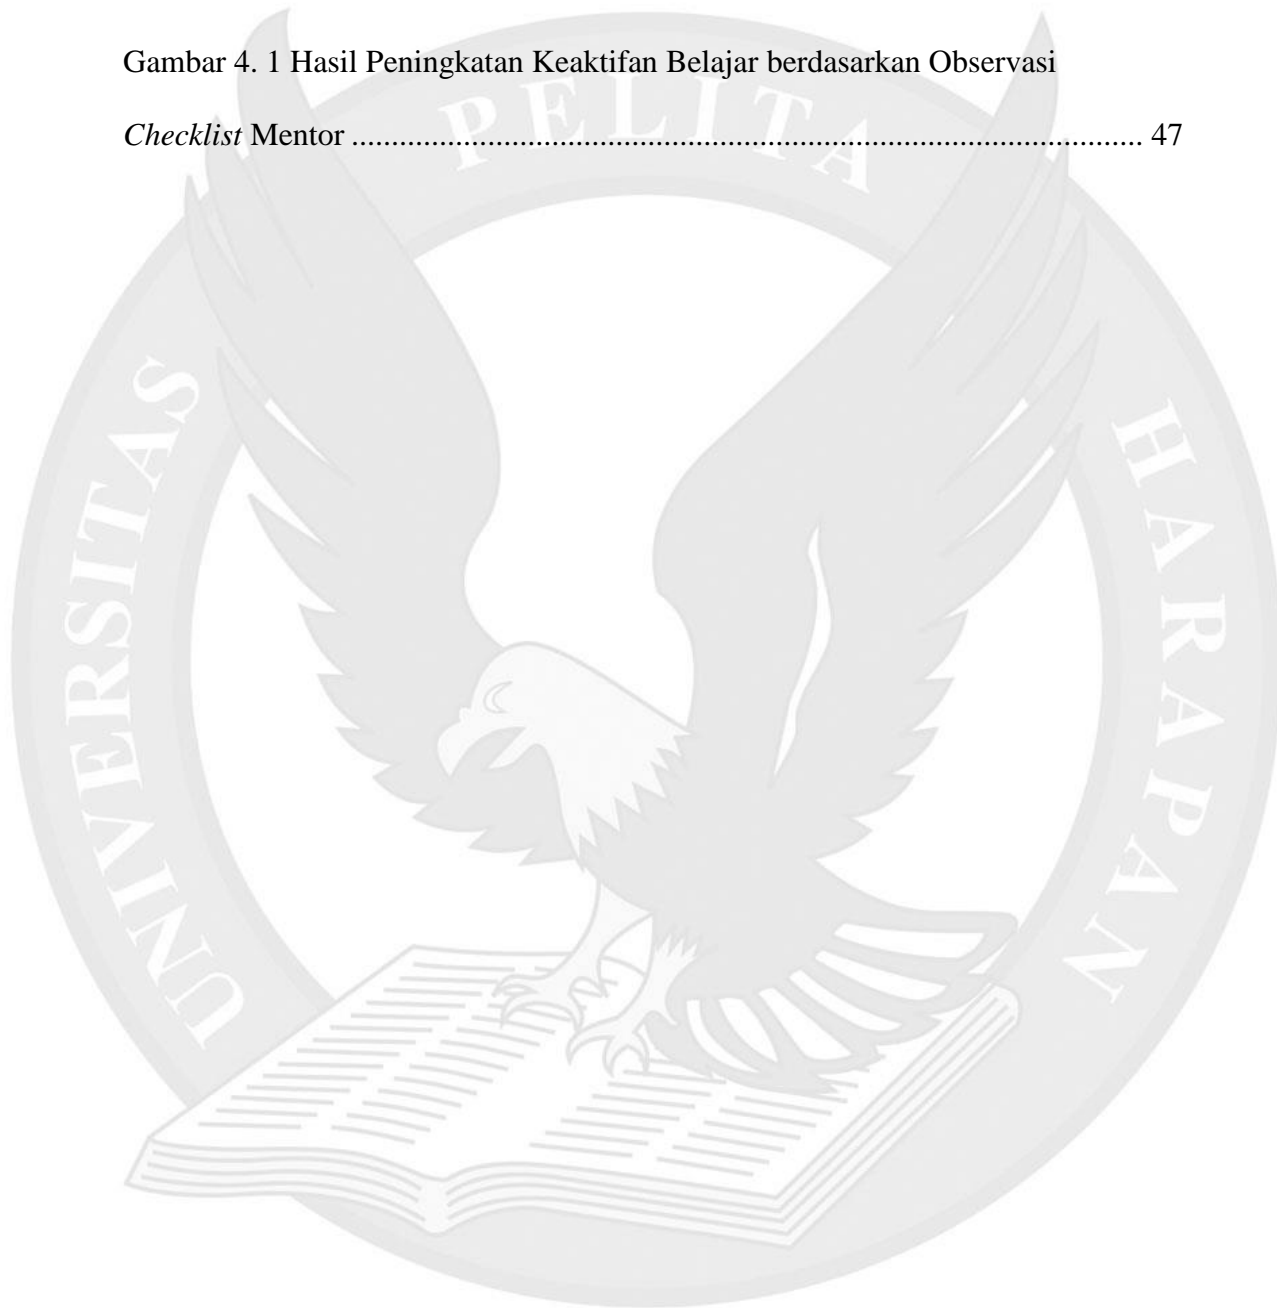 Gambar 4. 1 Hasil Peningkatan Keaktifan Belajar berdasarkan Observasi
Checklist Mentor .................................................................................................... 47
UNIVERSITAS PELITA HARAPAN